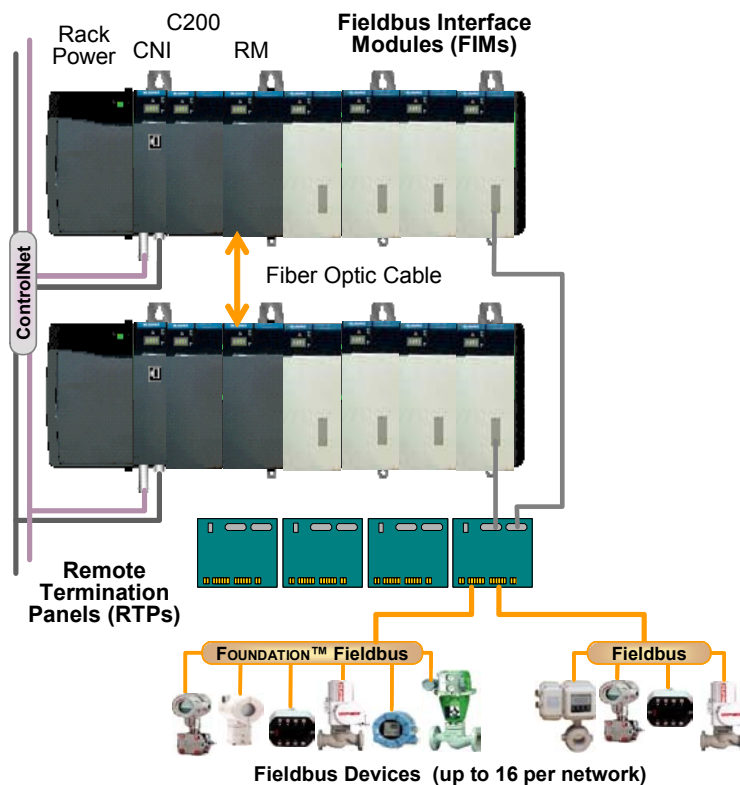 Rack
Power
C200
CNI
RM
Fieldbus Interface
Modules (FIMs)
ControlNet
Fiber Optic Cable
Remote
Termination
Panels (RTPs)
FOUNDATION™ Fieldbus
Fieldbus
Fieldbus Devices (up to 16 per network)